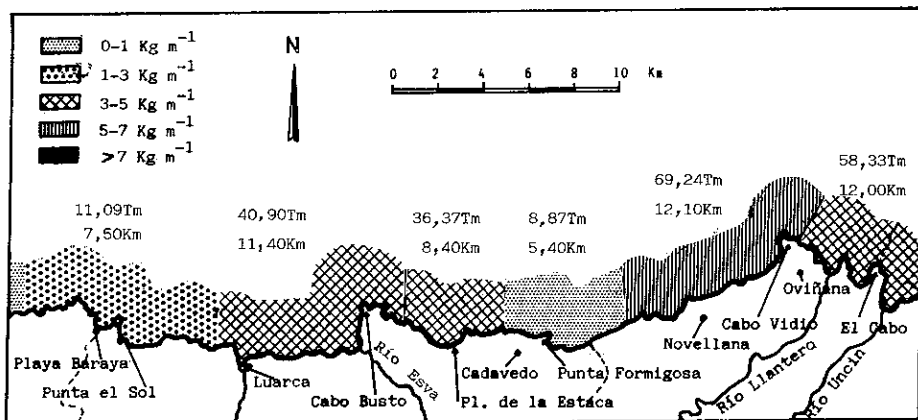 0-1 Kg m-1
1-3 Kg m-1
3-5 Kg m-1
5-7 Kg m-1
>7 Kg m-1
N
0 2 4 6 8 10 Km
11,09Tm
7,50Km
40,90Tm
11,40Km
36,37Tm
8,40Km
8,87Tm
5,40Km
69,24Tm
12,10Km
58,33Tm
12,00Km
Playa Baraya
Punta el Sol
Luarca
Cabo Busto
Río Esva
Pl. de la Estaca
Cadavedo
Punta Formigosa
Novellana
Cabo Vidio
Oviñana
El Cabo
Río Llantero
Río Uncin